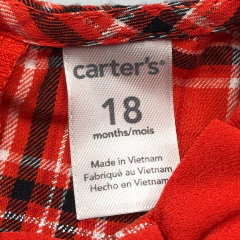 carter's®
18
months/mois
Made in Vietnam
Fabriqué au Vietnam
Hecho en Vietnam